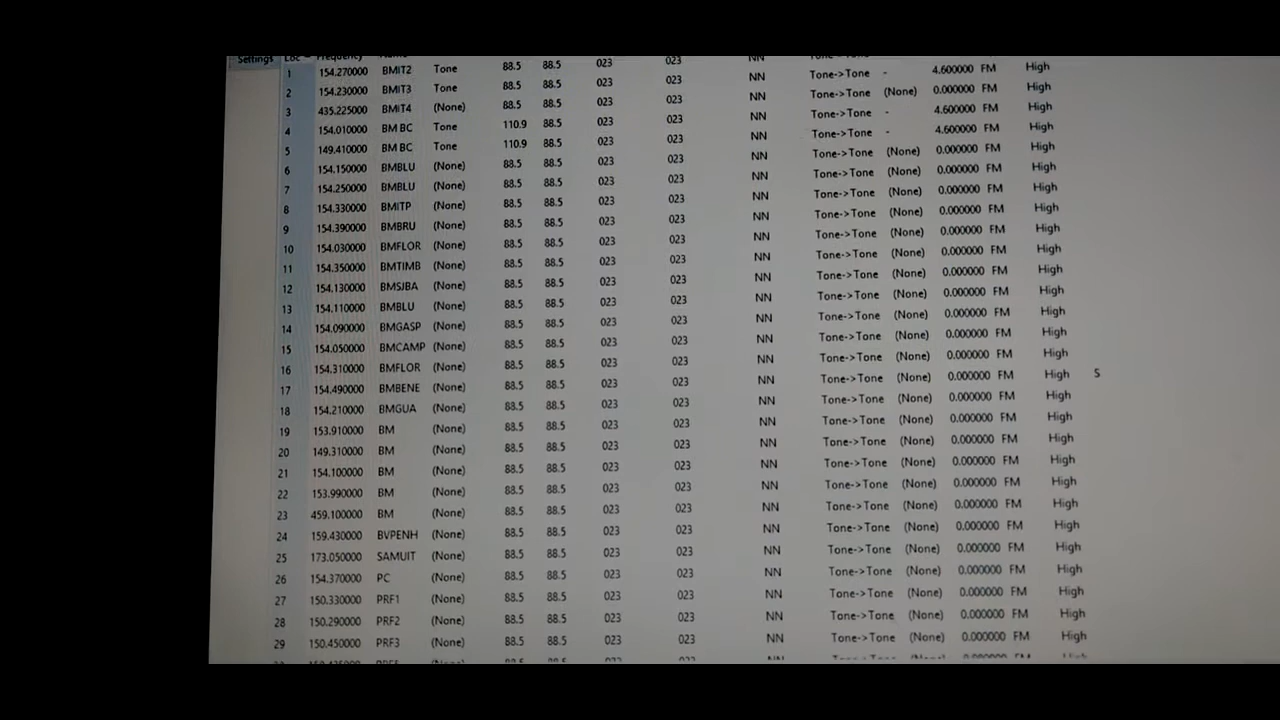 Settings Loc Frequency
1 154.270000 BMIT2 Tone 88.5 88.5 023 023 NN
2 154.230000 BMIT3 Tone 88.5 88.5 023 023 NN Tone->Tone - 4.600000 FM High
3 435.225000 BMIT4 (None) 88.5 88.5 023 023 NN Tone->Tone (None) 0.000000 FM High
4 154.010000 BM BC Tone 110.9 88.5 023 023 NN Tone->Tone - 4.600000 FM High
5 149.410000 BM BC Tone 110.9 88.5 023 023 NN Tone->Tone - 4.600000 FM High
6 154.150000 BMBLU (None) 88.5 88.5 023 023 NN Tone->Tone (None) 0.000000 FM High
7 154.250000 BMBLU (None) 88.5 88.5 023 023 NN Tone->Tone (None) 0.000000 FM High
8 154.330000 BMITP (None) 88.5 88.5 023 023 NN Tone->Tone (None) 0.000000 FM High
9 154.390000 BMBRU (None) 88.5 88.5 023 023 NN Tone->Tone (None) 0.000000 FM High
10 154.030000 BMFLOR (None) 88.5 88.5 023 023 NN Tone->Tone (None) 0.000000 FM High
11 154.350000 BMTIMB (None) 88.5 88.5 023 023 NN Tone->Tone (None) 0.000000 FM High
12 154.130000 BMSJBA (None) 88.5 88.5 023 023 NN Tone->Tone (None) 0.000000 FM High
13 154.110000 BMBLU (None) 88.5 88.5 023 023 NN Tone->Tone (None) 0.000000 FM High
14 154.090000 BMGASP (None) 88.5 88.5 023 023 NN Tone->Tone (None) 0.000000 FM High
15 154.050000 BMCAMP (None) 88.5 88.5 023 023 NN Tone->Tone (None) 0.000000 FM High
16 154.310000 BMFLOR (None) 88.5 88.5 023 023 NN Tone->Tone (None) 0.000000 FM High
17 154.490000 BMBENE (None) 88.5 88.5 023 023 NN Tone->Tone (None) 0.000000 FM High S
18 154.210000 BMGUA (None) 88.5 88.5 023 023 NN Tone->Tone (None) 0.000000 FM High
19 153.910000 BM (None) 88.5 88.5 023 023 NN Tone->Tone (None) 0.000000 FM High
20 149.310000 BM (None) 88.5 88.5 023 023 NN Tone->Tone (None) 0.000000 FM High
21 154.100000 BM (None) 88.5 88.5 023 023 NN Tone->Tone (None) 0.000000 FM High
22 153.990000 BM (None) 88.5 88.5 023 023 NN Tone->Tone (None) 0.000000 FM High
23 459.100000 BM (None) 88.5 88.5 023 023 NN Tone->Tone (None) 0.000000 FM High
24 159.430000 BVPENH (None) 88.5 88.5 023 023 NN Tone->Tone (None) 0.000000 FM High
25 173.050000 SAMUIT (None) 88.5 88.5 023 023 NN Tone->Tone (None) 0.000000 FM High
26 154.370000 PC (None) 88.5 88.5 023 023 NN Tone->Tone (None) 0.000000 FM High
27 150.330000 PRF1 (None) 88.5 88.5 023 023 NN Tone->Tone (None) 0.000000 FM High
28 150.290000 PRF2 (None) 88.5 88.5 023 023 NN Tone->Tone (None) 0.000000 FM High
29 150.450000 PRF3 (None) 88.5 88.5 023 023 NN Tone->Tone (None) 0.000000 FM High